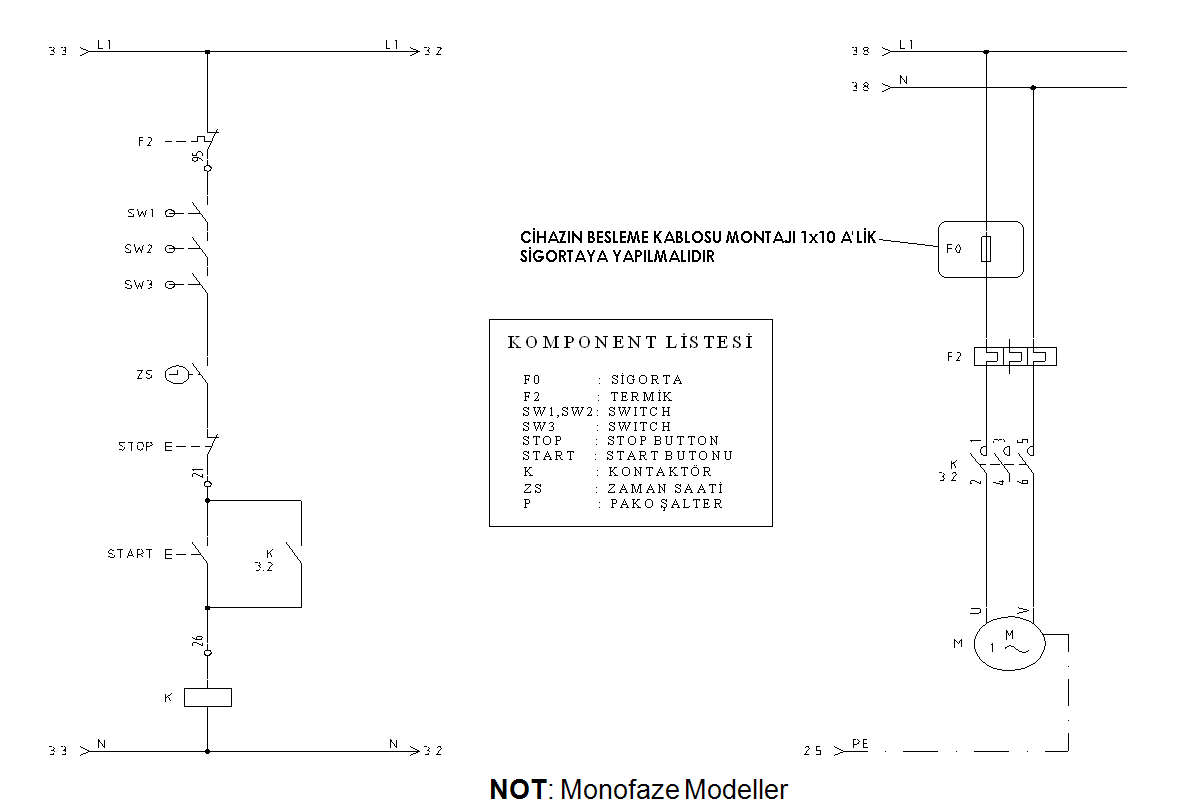 33 L1 L1 32
F2
95
SW1
SW2
SW3
ZS
STOP E
21
START E
K
3.2
26
K
33 N N 32
CİHAZIN BESLEME KABLOSU MONTAJI 1x10 A'LİK
SİGORTAYA YAPILMALIDIR
KOMPONENT LİSTESİ
F0 : SİGORTA
F2 : TERMİK
SW1,SW2: SWITCH
SW3 : SWITCH
STOP : STOP BUTTON
START : START BUTONU
K : KONTAKTÖR
ZS : ZAMAN SAATİ
P : PAKO ŞALTER
38 L1
38 N
F0
F2
1 3 5
K
3.2
2 4 6
U V
M
M
1
25 PE
NOT: Monofaze Modeller